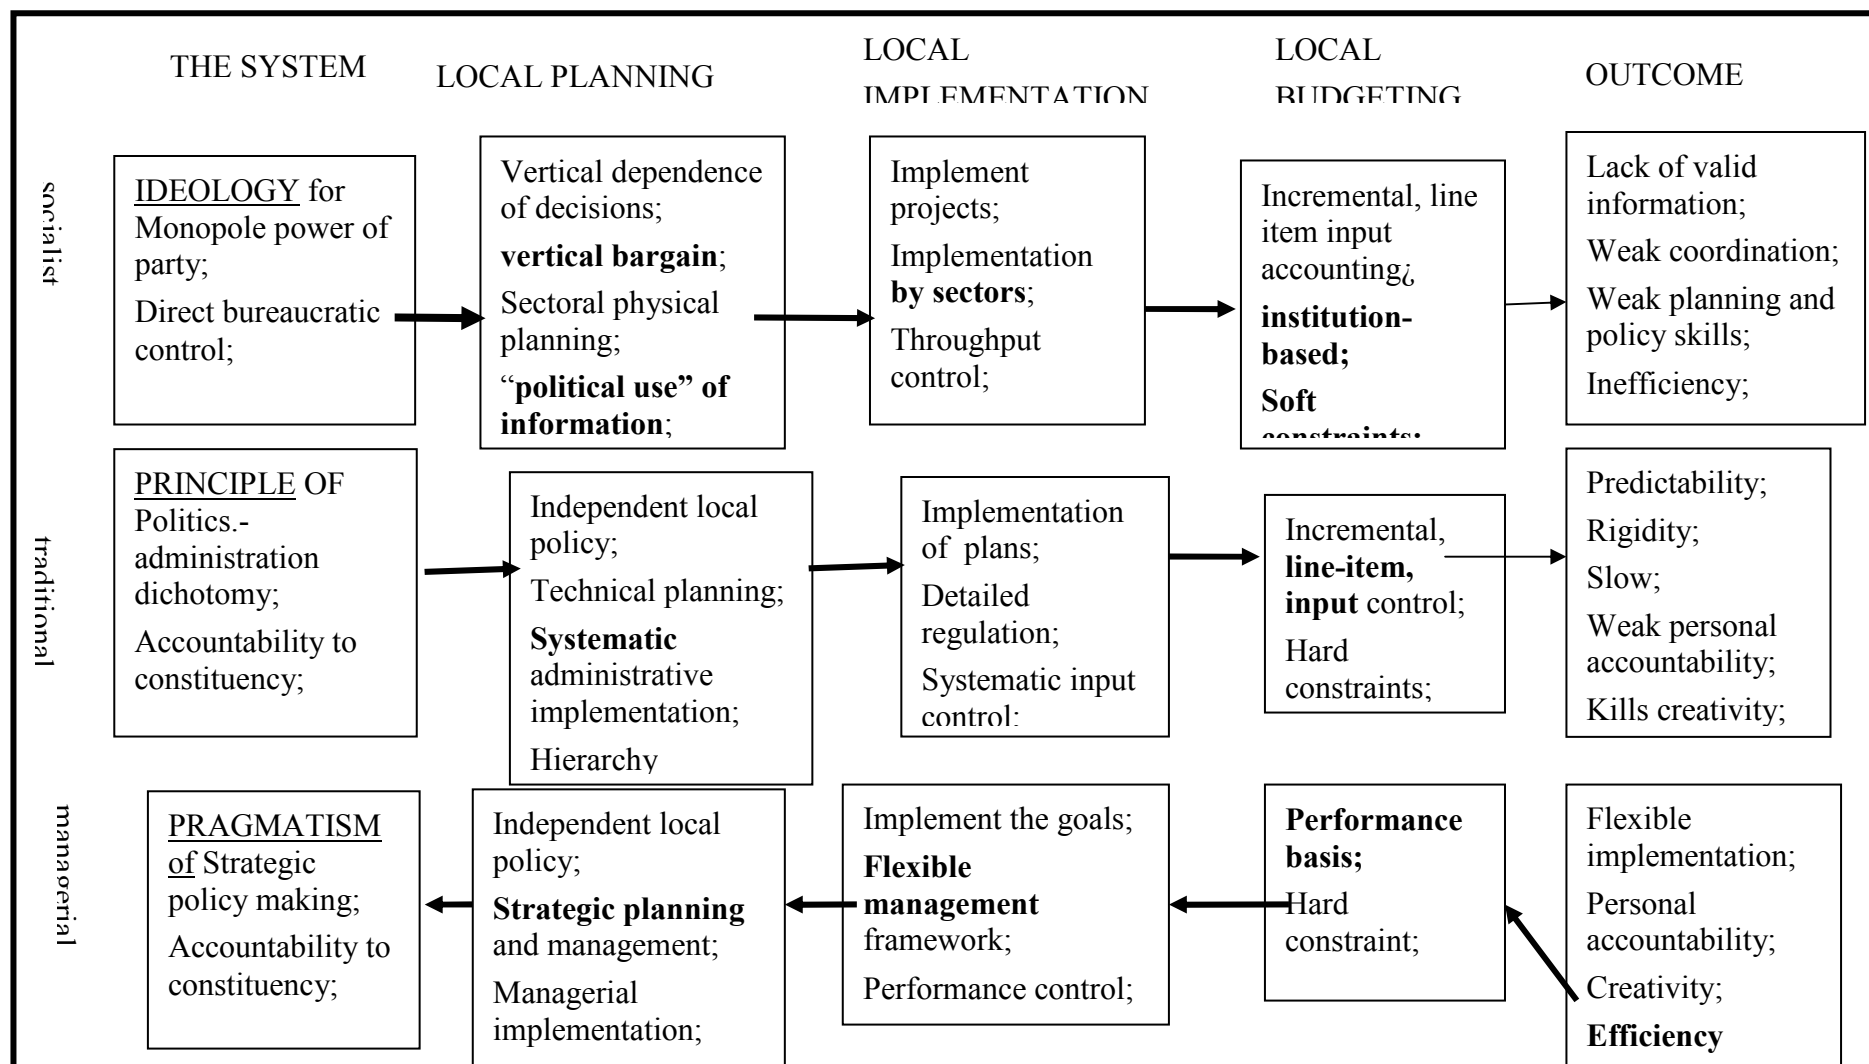 THE SYSTEM
LOCAL PLANNING
LOCAL
IMPLEMENTATION
LOCAL
BUDGETING
OUTCOME
socialist
IDEOLOGY for
Monopole power of
party;
Direct bureaucratic
control;
Vertical dependence
of decisions;
vertical bargain;
Sectoral physical
planning;
“political use” of
information;
Implement
projects;
Implementation
by sectors;
Throughput
control;
Incremental, line
item input
accounting¿
institution-
based;
Soft
constraints;
Lack of valid
information;
Weak coordination;
Weak planning and
policy skills;
Inefficiency;
traditional
PRINCIPLE OF
Politics.-
administration
dichotomy;
Accountability to
constituency;
Independent local
policy;
Technical planning;
Systematic
administrative
implementation;
Hierarchy
Implementation
of plans;
Detailed
regulation;
Systematic input
control;
Incremental,
line-item,
input control;
Hard
constraints;
Predictability;
Rigidity;
Slow;
Weak personal
accountability;
Kills creativity;
managerial
PRAGMATISM
of Strategic
policy making;
Accountability to
constituency;
Independent local
policy;
Strategic planning
and management;
Managerial
implementation;
Implement the goals;
Flexible
management
framework;
Performance control;
Performance
basis;
Hard
constraint;
Flexible
implementation;
Personal
accountability;
Creativity;
Efficiency